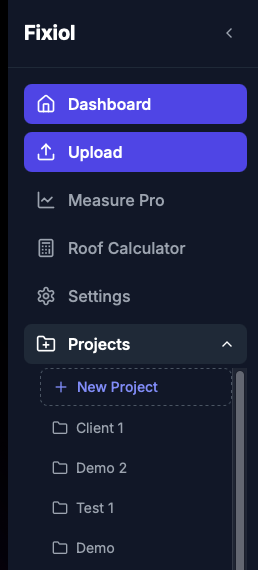 Fixiol
Dashboard
Upload
Measure Pro
Roof Calculator
Settings
Projects
New Project
Client 1
Demo 2
Test 1
Demo